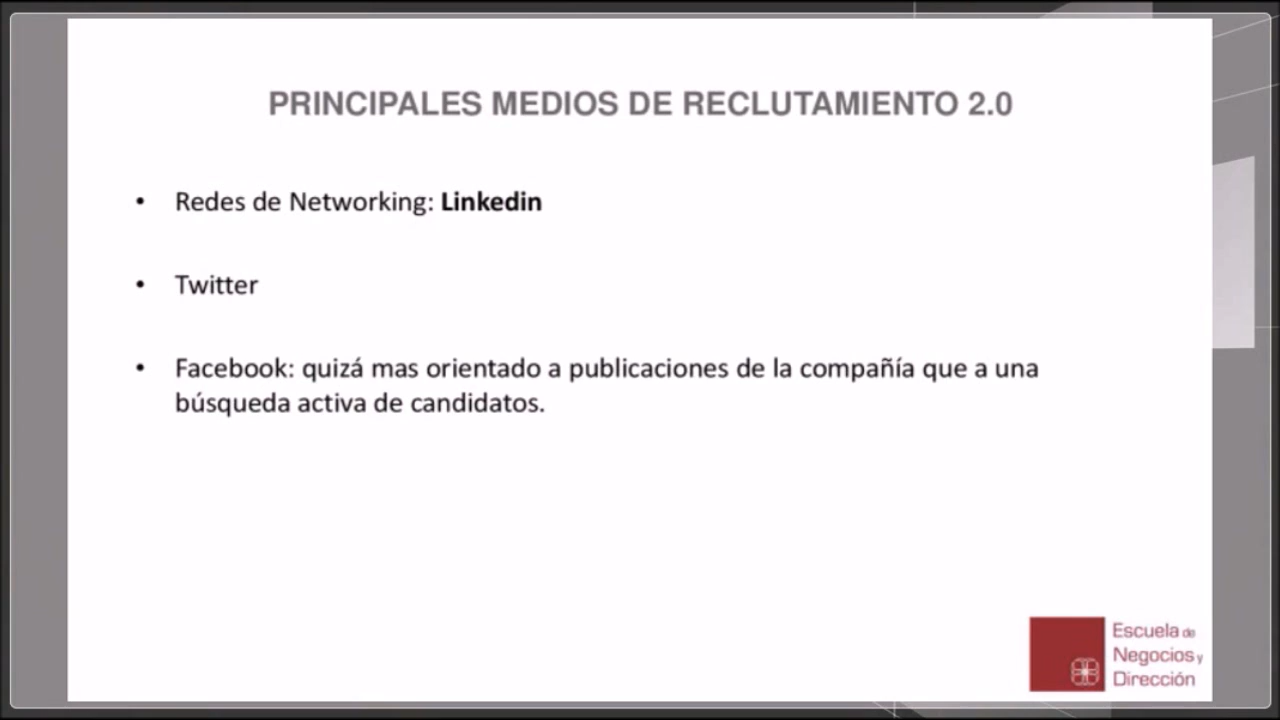 PRINCIPALES MEDIOS DE RECLUTAMIENTO 2.0
• Redes de Networking: Linkedin
• Twitter
• Facebook: quizá mas orientado a publicaciones de la compañía que a una
búsqueda activa de candidatos.
Escuela de
Negocios y
Dirección